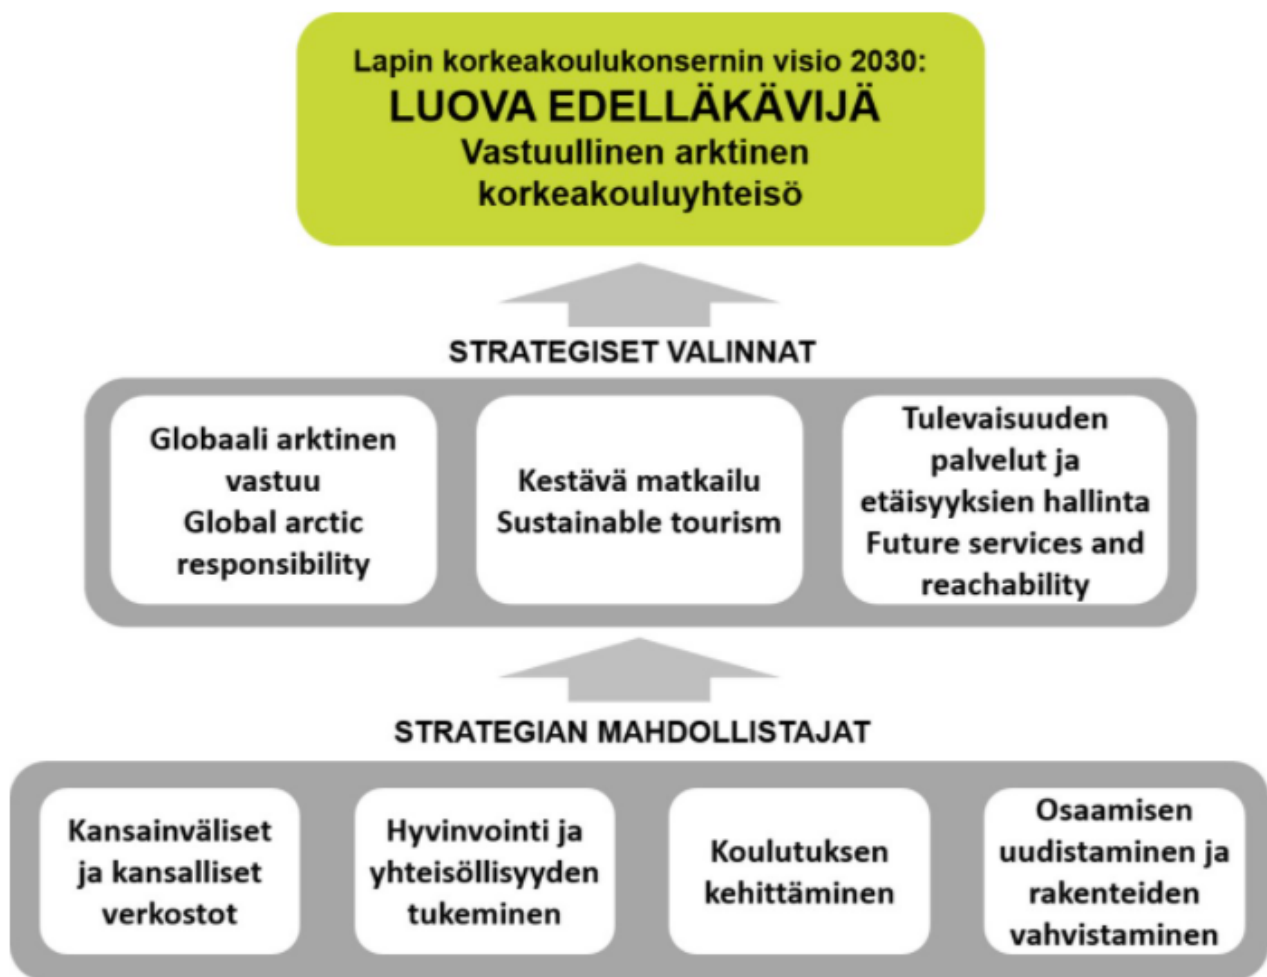 Lapin korkeakoulukonsernin visio 2030:
LUOVA EDELLÄKÄVIJÄ
Vastuullinen arktinen
korkeakouluyhteisö
STRATEGISET VALINNAT
Globaali arktinen
vastuu
Global arctic
responsibility
Kestävä matkailu
Sustainable tourism
Tulevaisuuden
palvelut ja
etäisyyksien hallinta
Future services and
reachability
STRATEGIAN MAHDOLLISTAJAT
Kansainväliset
ja kansalliset
verkostot
Hyvinvointi ja
yhteisöllisyyden
tukeminen
Koulutuksen
kehittäminen
Osaamisen
uudistaminen ja
rakenteiden
vahvistaminen